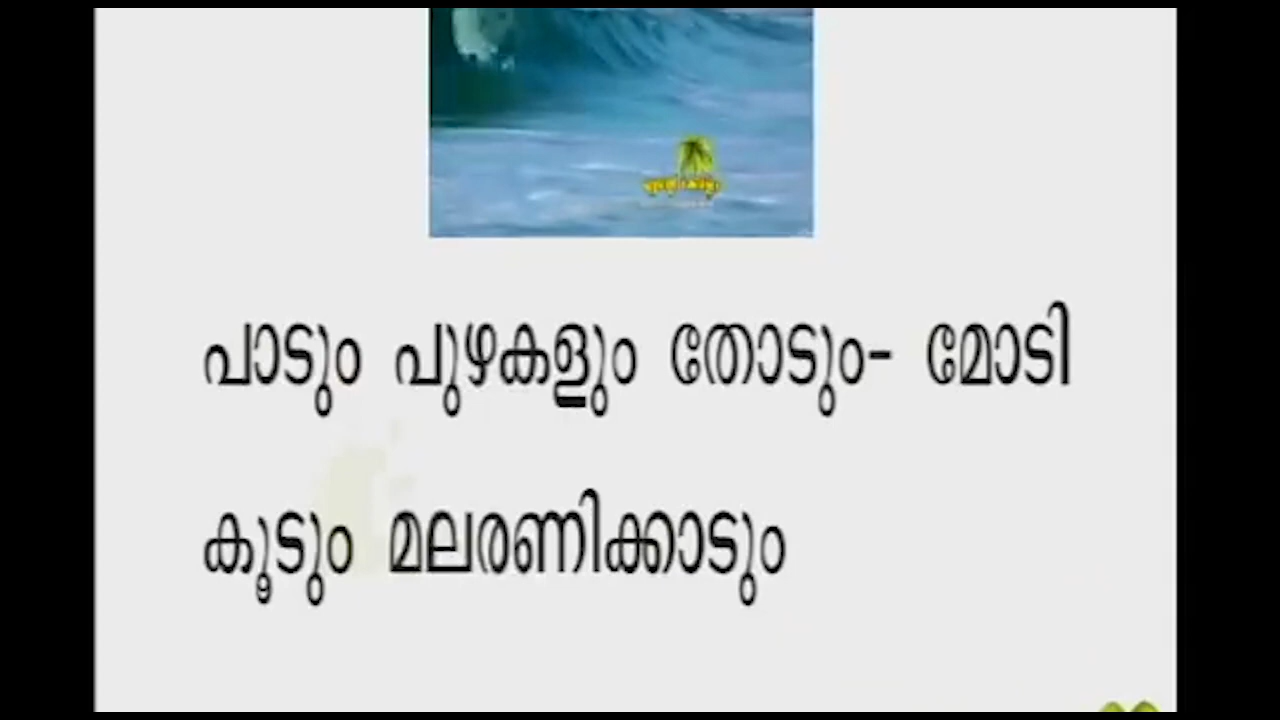 പാടും പുഴകളും തോടും- മോടി
കൂടും മലരണിക്കാടും